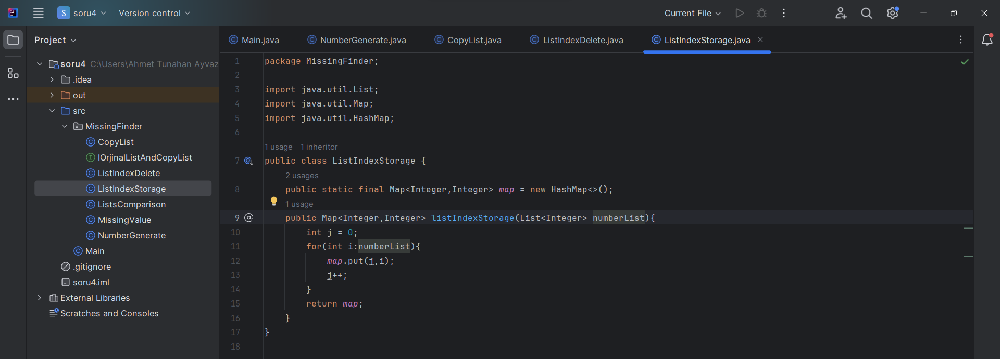 S soru4 Version control Current File
Project
soru4 C:\Users\Ahmet Tunahan Ayvaz
.idea
out
src
MissingFinder
CopyList
IOrjinalListAndCopyList
ListIndexDelete
ListIndexStorage
ListsComparison
MissingValue
NumberGenerate
Main
.gitignore
soru4.iml
External Libraries
Scratches and Consoles
Main.java NumberGenerate.java CopyList.java ListIndexDelete.java ListIndexStorage.java
1 package MissingFinder;
2
3 import java.util.List;
4 import java.util.Map;
5 import java.util.HashMap;
6
1 usage 1 inheritor
7 public class ListIndexStorage {
2 usages
8 public static final Map<Integer,Integer> map = new HashMap<>();
1 usage
9 public Map<Integer,Integer> listIndexStorage(List<Integer> numberList){
10 int j = 0;
11 for(int i:numberList){
12 map.put(j,i);
13 j++;
14 }
15 return map;
16 }
17 }
18